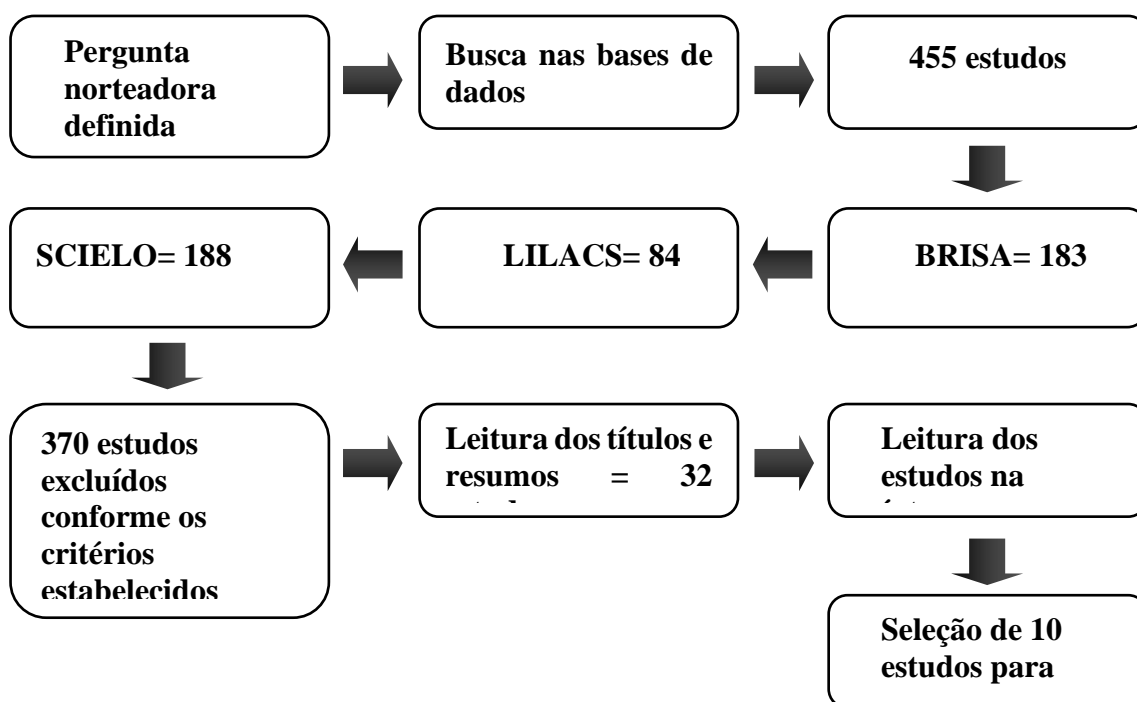 Pergunta
norteadora
definida
Busca nas bases de
dados
455 estudos
BRISA= 183
LILACS= 84
SCIELO= 188
370 estudos
excluídos
conforme os
critérios
estabelecidos
Leitura dos títulos e
resumos = 32
Leitura dos
estudos na
Seleção de 10
estudos para